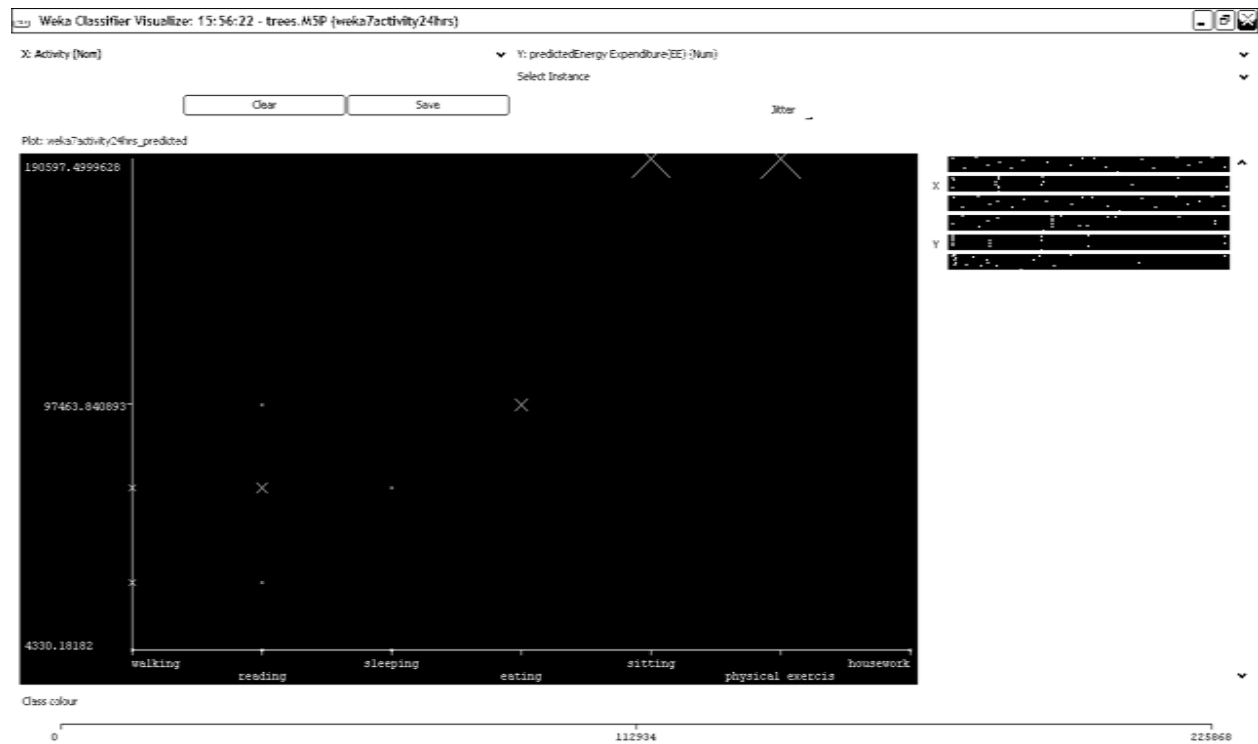 Weka Classifier Visualize: 15:56:22 - trees.M5P (weka7activity24hrs)
X: Activity (Nom)
Y: predictedEnergy Expenditure(EE) (Num)
Select Instance
Clear
Save
Jitter
Plot: weka7activity24hrs_predicted
190597.4999628
X
Y
97463.840893
4330.18182
walking
sleeping
sitting
housework
reading
eating
physical exercis
Class colour
0
112934
225868